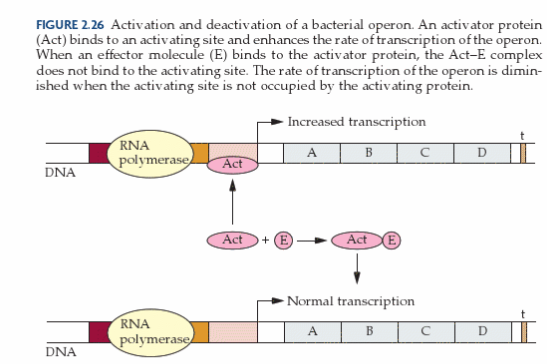 FIGURE 2.26 Activation and deactivation of a bacterial operon. An activator protein
(Act) binds to an activating site and enhances the rate of transcription of the operon.
When an effector molecule (E) binds to the activator protein, the Act–E complex
does not bind to the activating site. The rate of transcription of the operon is dimin-
ished when the activating site is not occupied by the activating protein.
Increased transcription
t
RNA
polymerase
Act
A B C D
DNA
Act + E Act E
Normal transcription
t
RNA
polymerase
A B C D
DNA